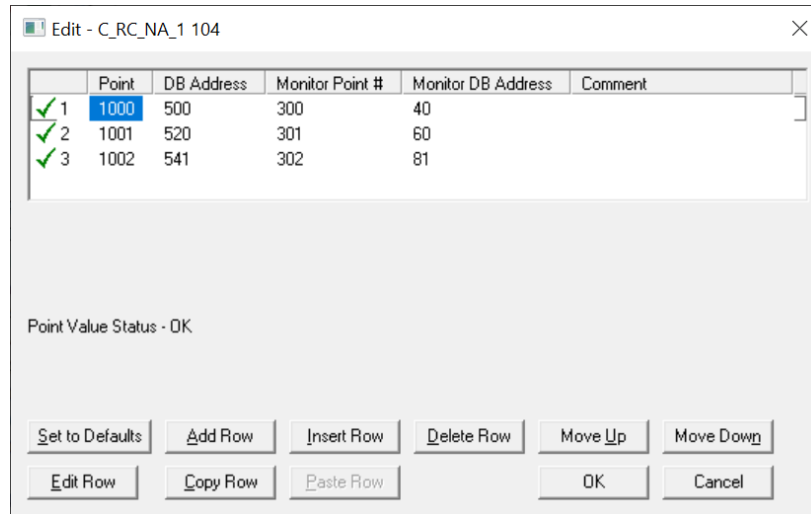 Edit - C_RC_NA_1 104
Point DB Address Monitor Point # Monitor DB Address Comment
1 1000 500 300 40
2 1001 520 301 60
3 1002 541 302 81
Point Value Status - OK
Set to Defaults Add Row Insert Row Delete Row Move Up Move Down
Edit Row Copy Row Paste Row OK Cancel